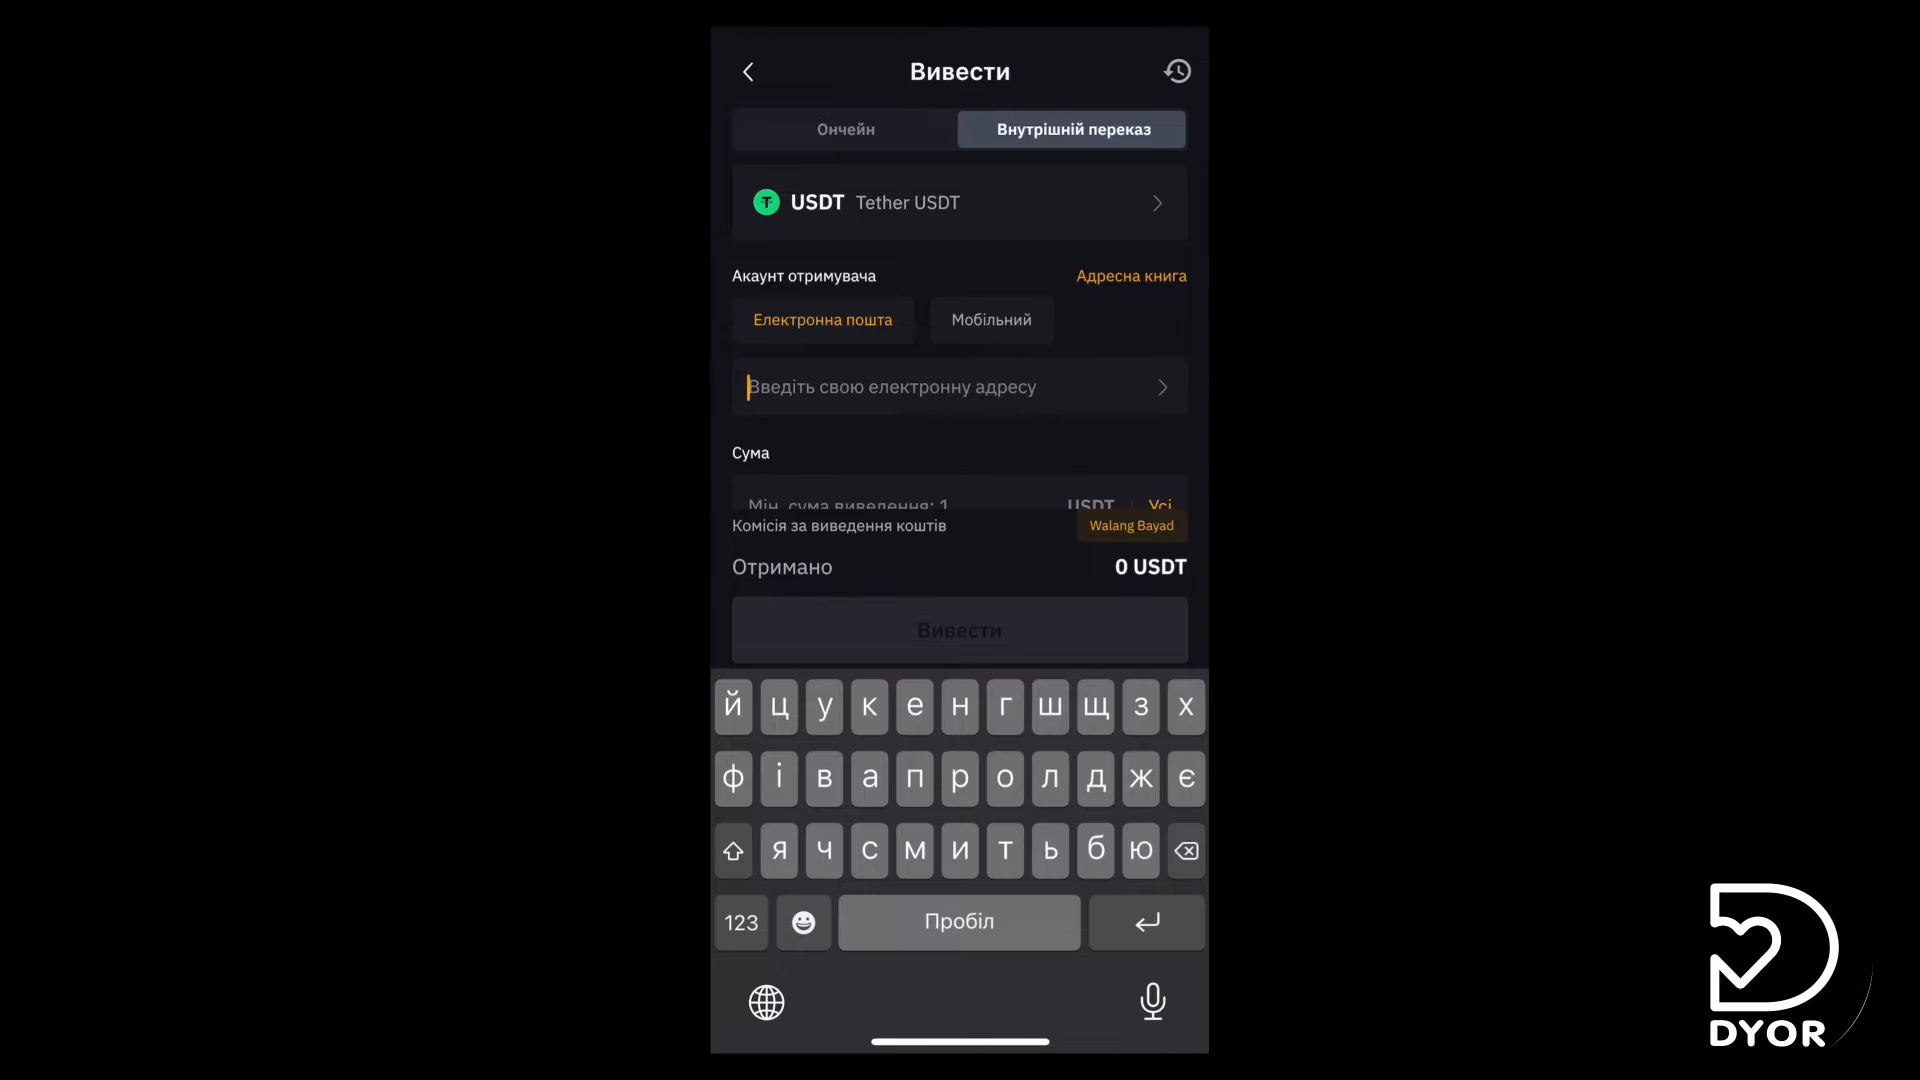 Вивести
Ончейн
Внутрішній переказ
USDT Tether USDT
Акаунт отримувача
Адресна книга
Електронна пошта
Мобільний
Введіть свою електронну адресу
Сума
Мін. сума виведення: 1
USDT
Усі
Комісія за виведення коштів
Walang Bayad
Отримано
0 USDT
Вивести
й ц у к е н г ш щ з х
ф і в а п р о л д ж є
я ч с м и т ь б ю
123
Пробіл
DYOR